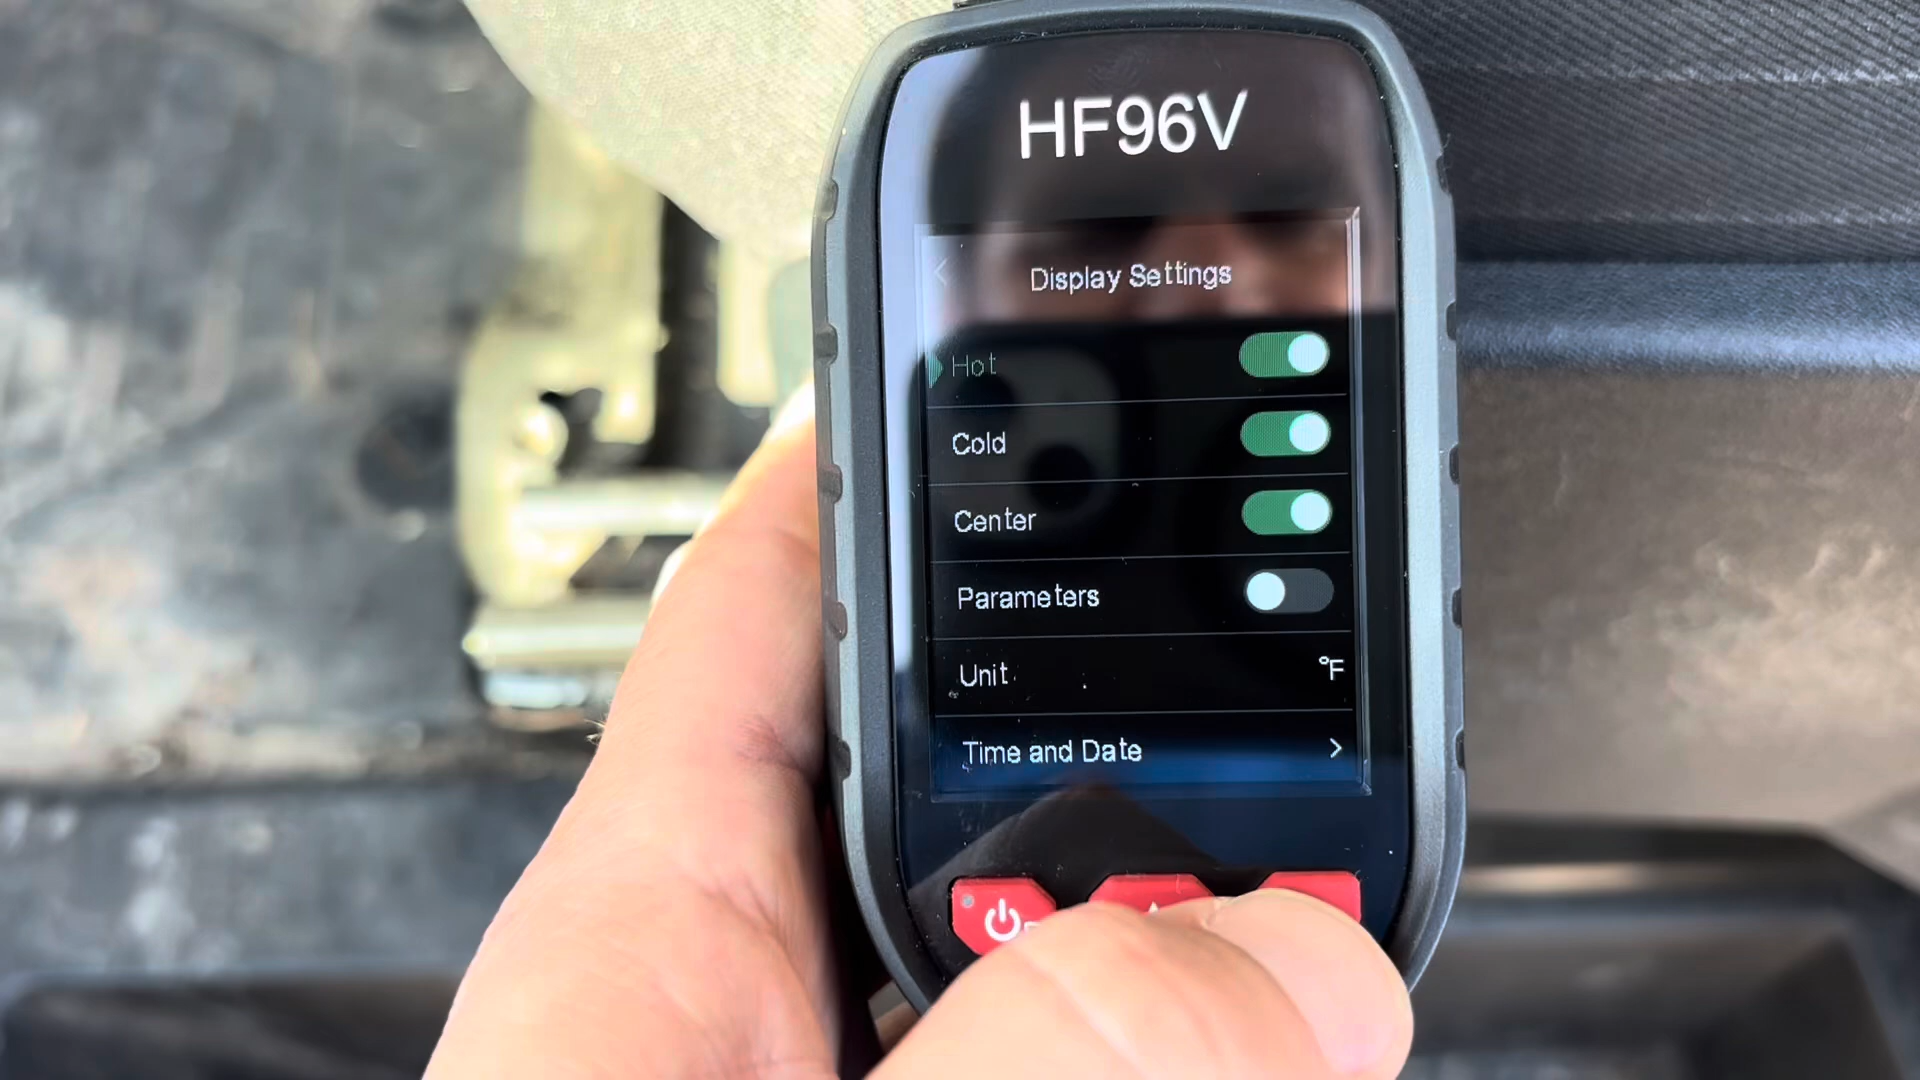 HF96V
Display Settings
Hot
Cold
Center
Parameters
Unit °F
Time and Date >